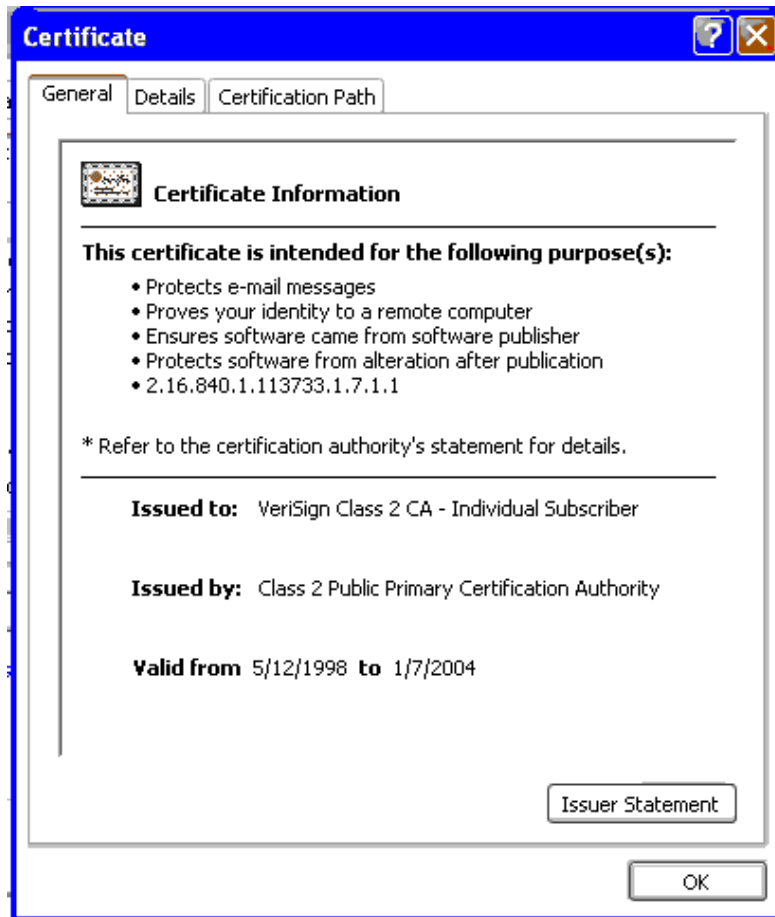 Certificate
General Details Certification Path
Certificate Information
This certificate is intended for the following purpose(s):
• Protects e-mail messages
• Proves your identity to a remote computer
• Ensures software came from software publisher
• Protects software from alteration after publication
• 2.16.840.1.113733.1.7.1.1
* Refer to the certification authority's statement for details.
Issued to: VeriSign Class 2 CA - Individual Subscriber
Issued by: Class 2 Public Primary Certification Authority
Valid from 5/12/1998 to 1/7/2004
Issuer Statement
OK